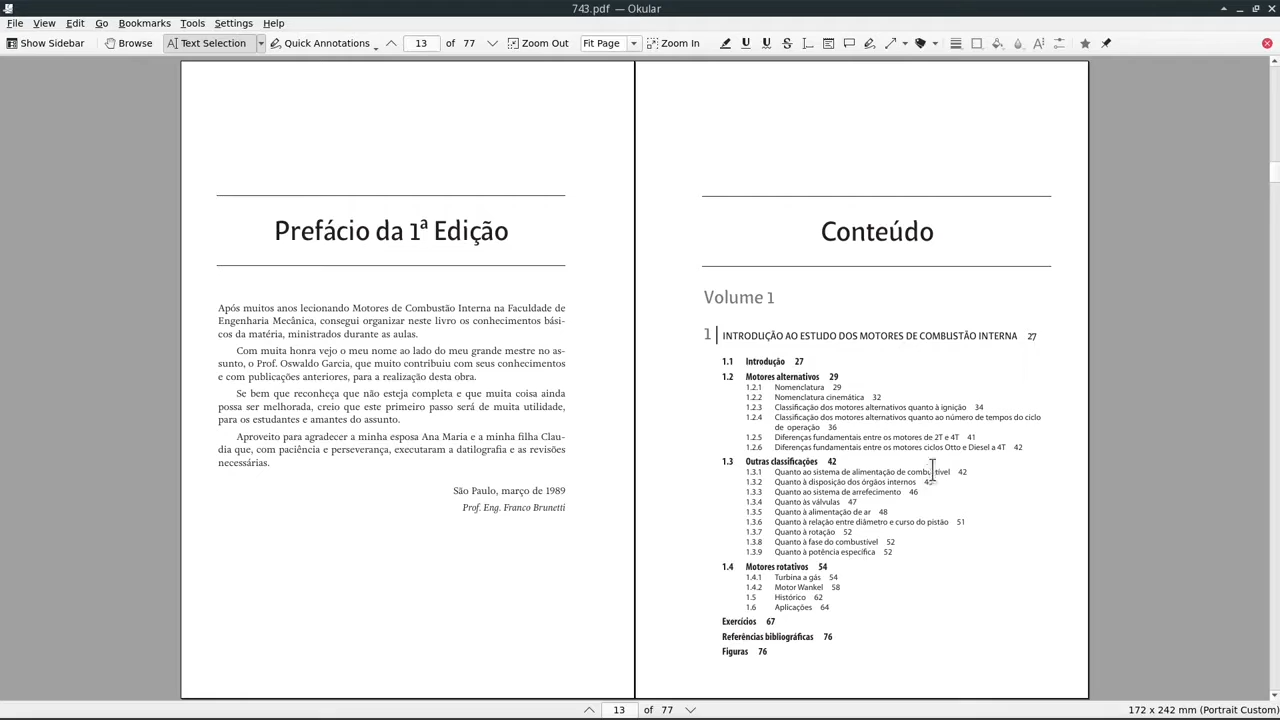 743.pdf — Okular
File View Edit Go Bookmarks Tools Settings Help
Show Sidebar Browse Text Selection Quick Annotations 13 of 77 Zoom Out Fit Page Zoom In
Prefácio da 1ª Edição
Após muitos anos lecionando Motores de Combustão Interna na Faculdade de
Engenharia Mecânica, consegui organizar neste livro os conhecimentos bási-
cos da matéria, ministrados durante as aulas.
Com muita honra vejo o meu nome ao lado do meu grande mestre no as-
sunto, o Prof. Oswaldo Garcia, que muito contribuiu com seus conhecimentos
e com publicações anteriores, para a realização desta obra.
Se bem que reconheça que não esteja completa e que muita coisa ainda
possa ser melhorada, creio que este primeiro passo será de muita utilidade,
para os estudantes e amantes do assunto.
Aproveito para agradecer a minha esposa Ana Maria e a minha filha Clau-
dia que, com paciência e perseverança, executaram a datilografia e as revisões
necessárias.
São Paulo, março de 1989
Prof. Eng. Franco Brunetti
Conteúdo
Volume 1
1 INTRODUÇÃO AO ESTUDO DOS MOTORES DE COMBUSTÃO INTERNA 27
1.1 Introdução 27
1.2 Motores alternativos 29
1.2.1 Nomenclatura 29
1.2.2 Nomenclatura cinemática 32
1.2.3 Classificação dos motores alternativos quanto à ignição 34
1.2.4 Classificação dos motores alternativos quanto ao número de tempos do ciclo
de operação 36
1.2.5 Diferenças fundamentais entre os motores de 2T e 4T 41
1.2.6 Diferenças fundamentais entre os motores ciclos Otto e Diesel a 4T 42
1.3 Outras classificações 42
1.3.1 Quanto ao sistema de alimentação de combustível 42
1.3.2 Quanto à disposição dos órgãos internos
1.3.3 Quanto ao sistema de arrefecimento 46
1.3.4 Quanto às válvulas 47
1.3.5 Quanto à alimentação de ar 48
1.3.6 Quanto à relação entre diâmetro e curso do pistão 51
1.3.7 Quanto à rotação 52
1.3.8 Quanto à fase do combustível 52
1.3.9 Quanto à potência específica 52
1.4 Motores rotativos 54
1.4.1 Turbina a gás 54
1.4.2 Motor Wankel 58
1.5 Histórico 62
1.6 Aplicações 64
Exercícios 67
Referências bibliográficas 76
Figuras 76
13 of 77
172 x 242 mm (Portrait Custom)